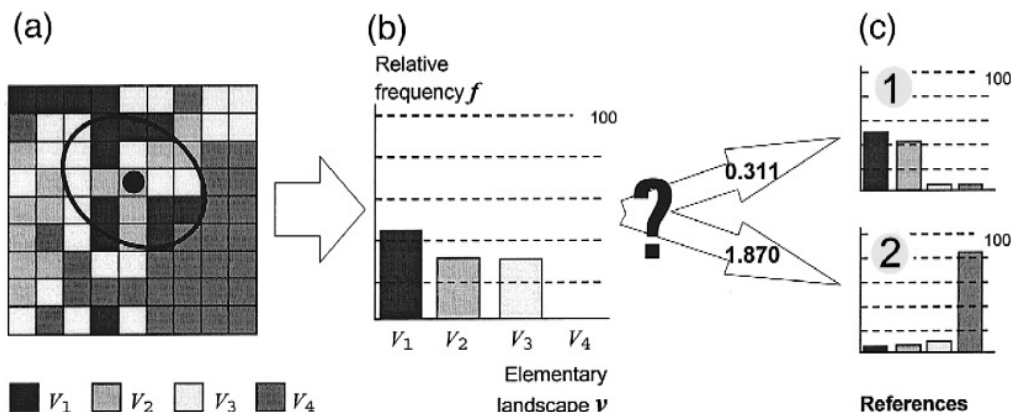 (a)
(b)
(c)
Relative
frequency f
100
V1 V2 V3 V4
Elementary
landscape v
?
0.311
1.870
1
100
2
100
References
V1 V2 V3 V4